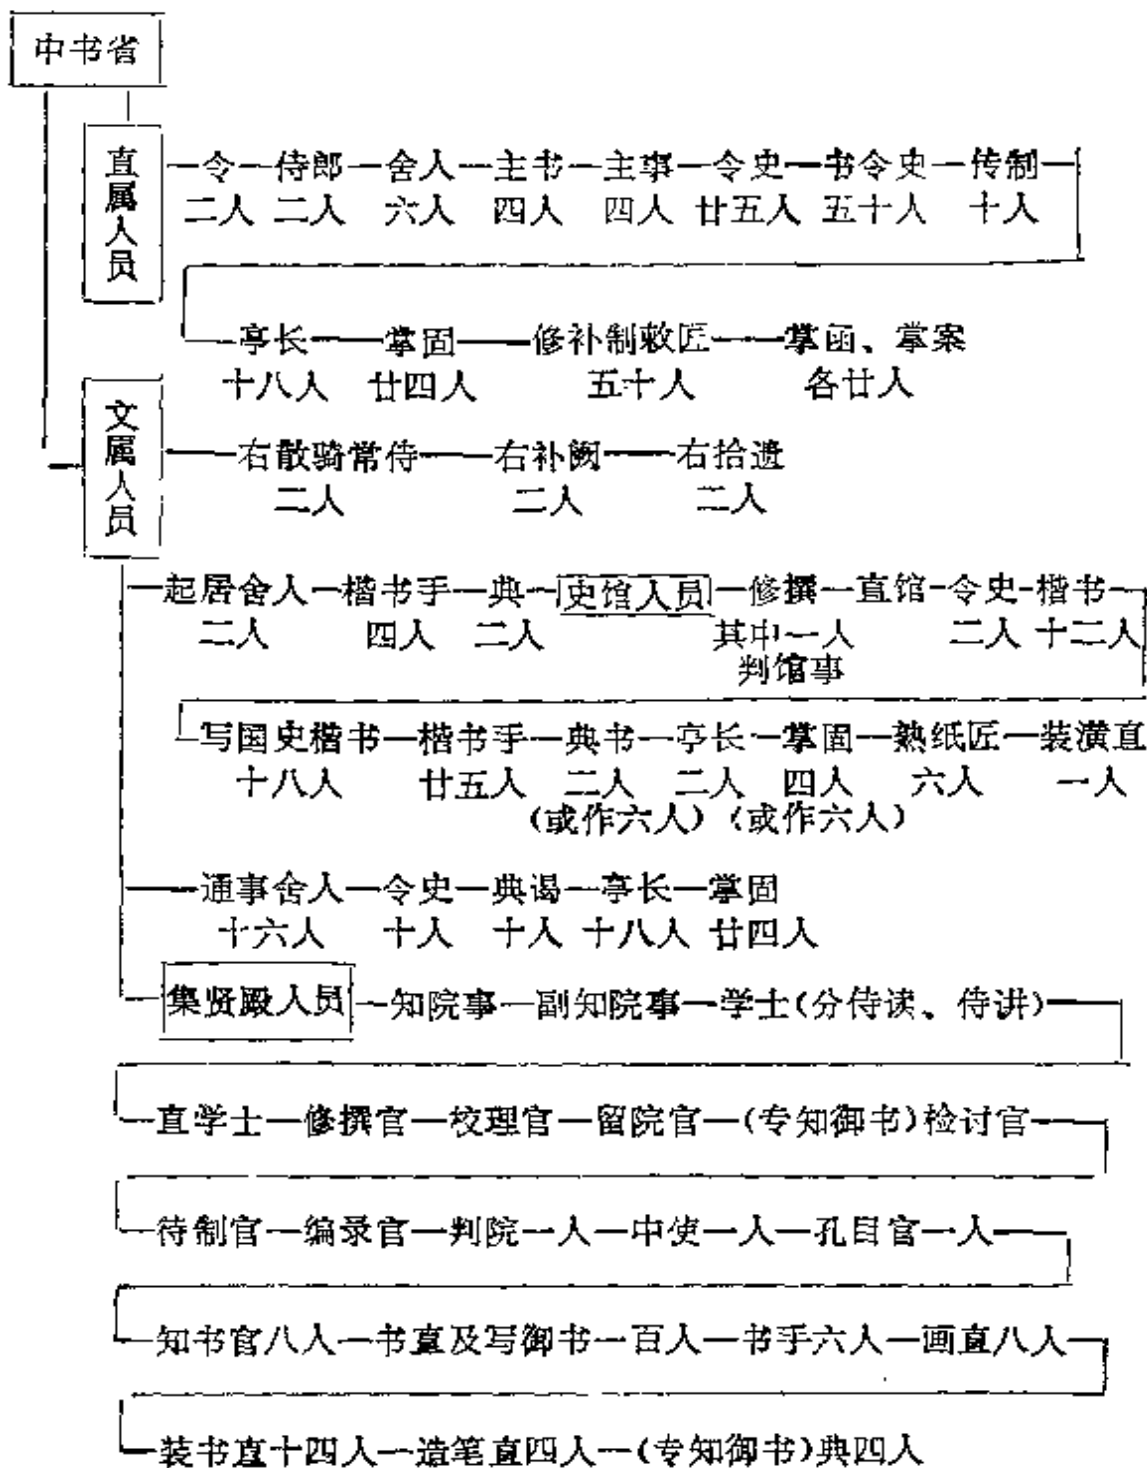 中书省
直属人员
令—侍郎—舍人—主书—主事—令史—书令史—传制
二人 二人 六人 四人 四人 廿五人 五十人 十人
亭长—掌固—修补制敕匠—掌函、掌案
十八人 廿四人 五十人 各廿人
文属人员
右散骑常侍—右补阙—右拾遗
二人 二人 二人
起居舍人—楷书手—典—史馆人员—修撰—直馆-令史-楷书
二人 四人 二人 其中一人 二人 十二人
判馆事
写国史楷书—楷书手—典书—亭长—掌固—熟纸匠—装潢直
十八人 廿五人 二人 二人 四人 六人 一人
(或作六人) (或作六人)
通事舍人—令史—典谒—亭长—掌固
十六人 十人 十人 十八人 廿四人
集贤殿人员—知院事—副知院事—学士(分侍读、侍讲)
直学士—修撰官—校理官—留院官—(专知御书)检讨官
待制官—编录官—判院一人—中使一人—孔目官一人
知书官八人—书直及写御书一百人—书手六人—画直八人
装书直十四人—造笔直四人—(专知御书)典四人